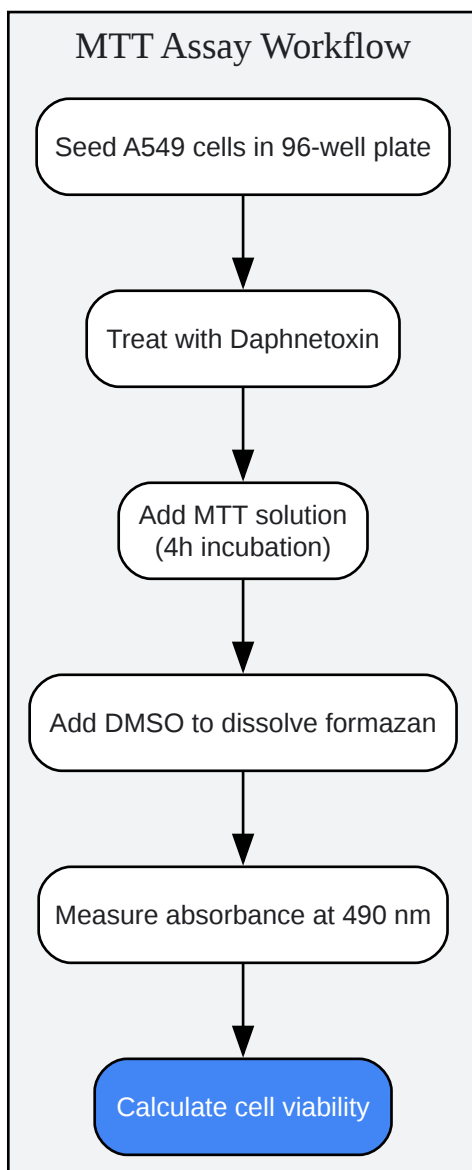 MTT Assay Workflow
Seed A549 cells in 96-well plate
Treat with Daphnetoxin
Add MTT solution
(4h incubation)
Add DMSO to dissolve formazan
Measure absorbance at 490 nm
Calculate cell viability